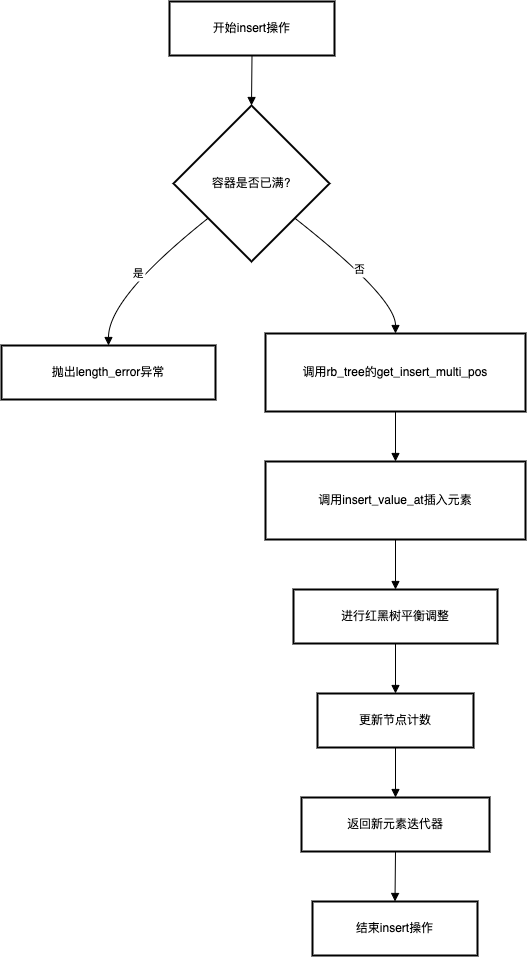 开始insert操作
容器是否已满?
是
否
抛出length_error异常
调用rb_tree的get_insert_multi_pos
调用insert_value_at插入元素
进行红黑树平衡调整
更新节点计数
返回新元素迭代器
结束insert操作